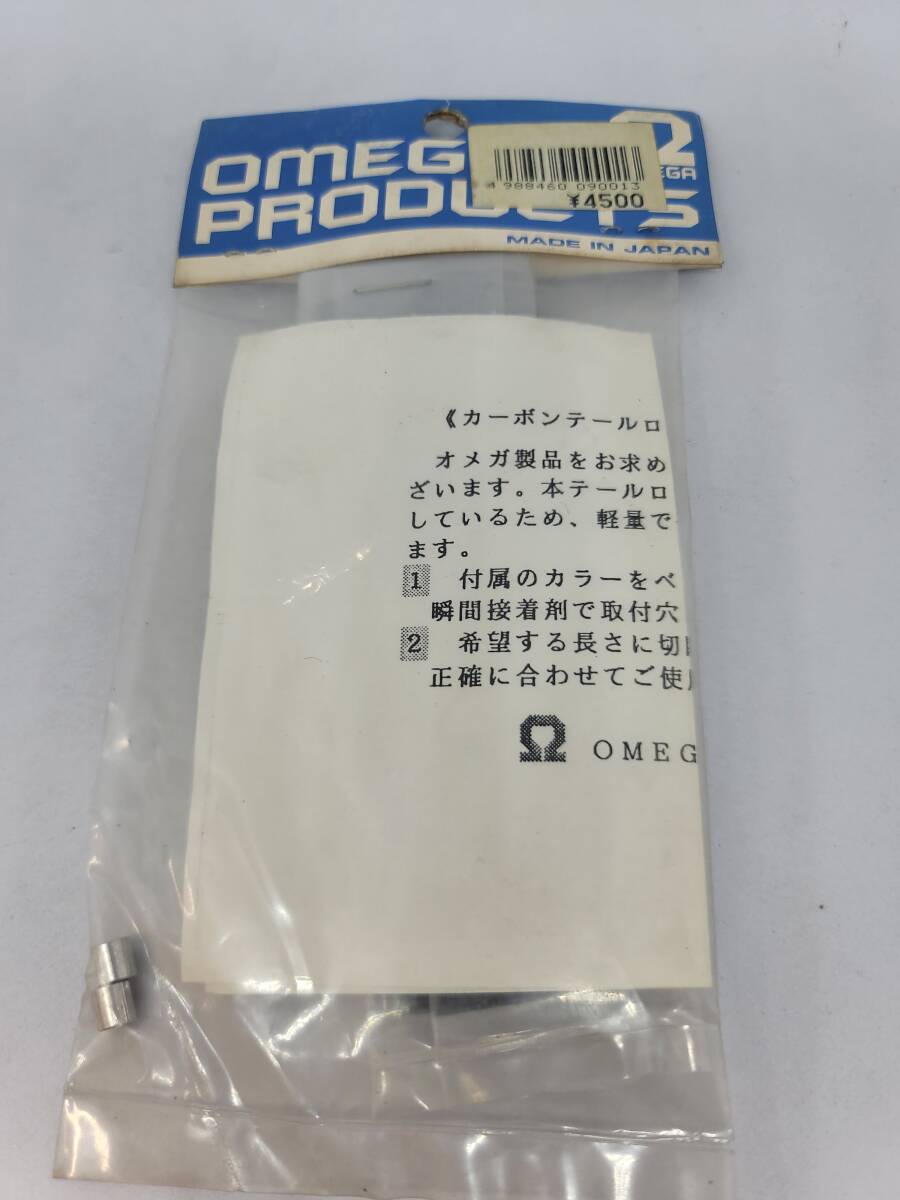 OMEG
PRODUCTS
EGA
4 988460 090013
¥4500
MADE IN JAPAN
《カーボンテールロ
オメガ製品をお求め
ざいます。本テールロ
しているため、軽量で
ます。
1 付属のカラーをベ
瞬間接着剤で取付穴
2 希望する長さに切
正確に合わせてご使
Ω OMEG